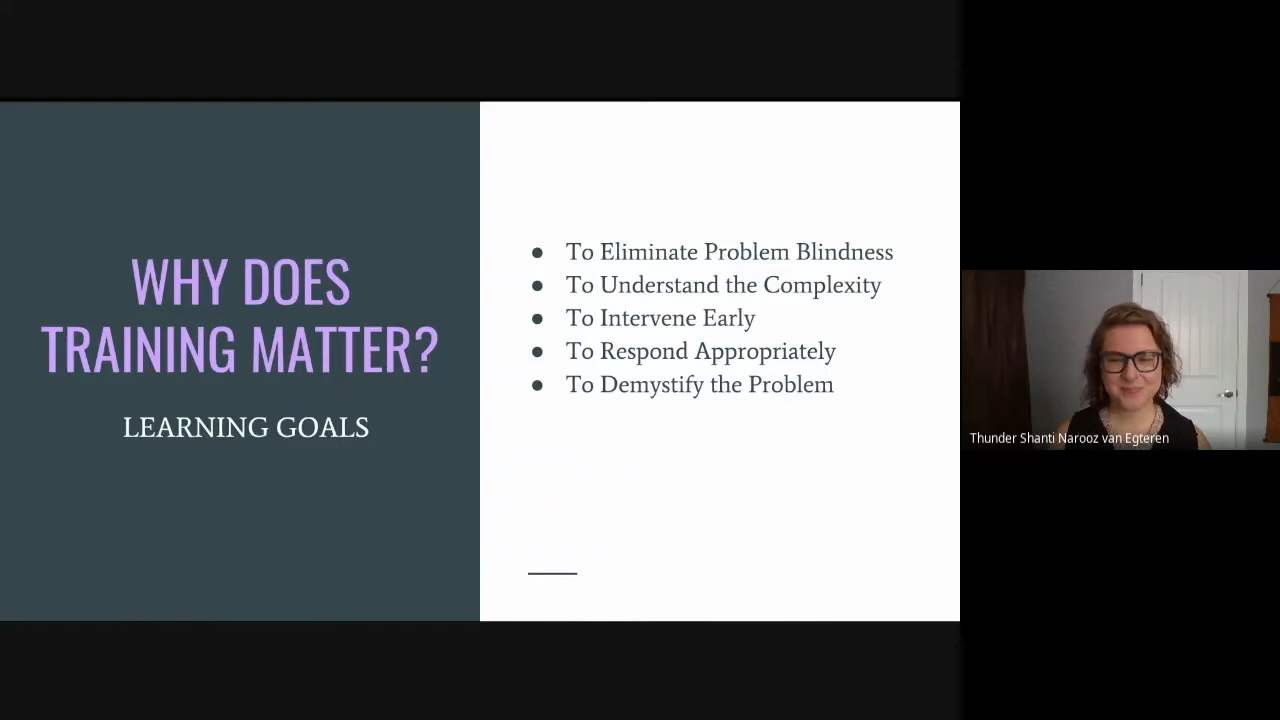 WHY DOES
TRAINING MATTER?
LEARNING GOALS
● To Eliminate Problem Blindness
● To Understand the Complexity
● To Intervene Early
● To Respond Appropriately
● To Demystify the Problem
Thunder Shanti Narooz van Egteren